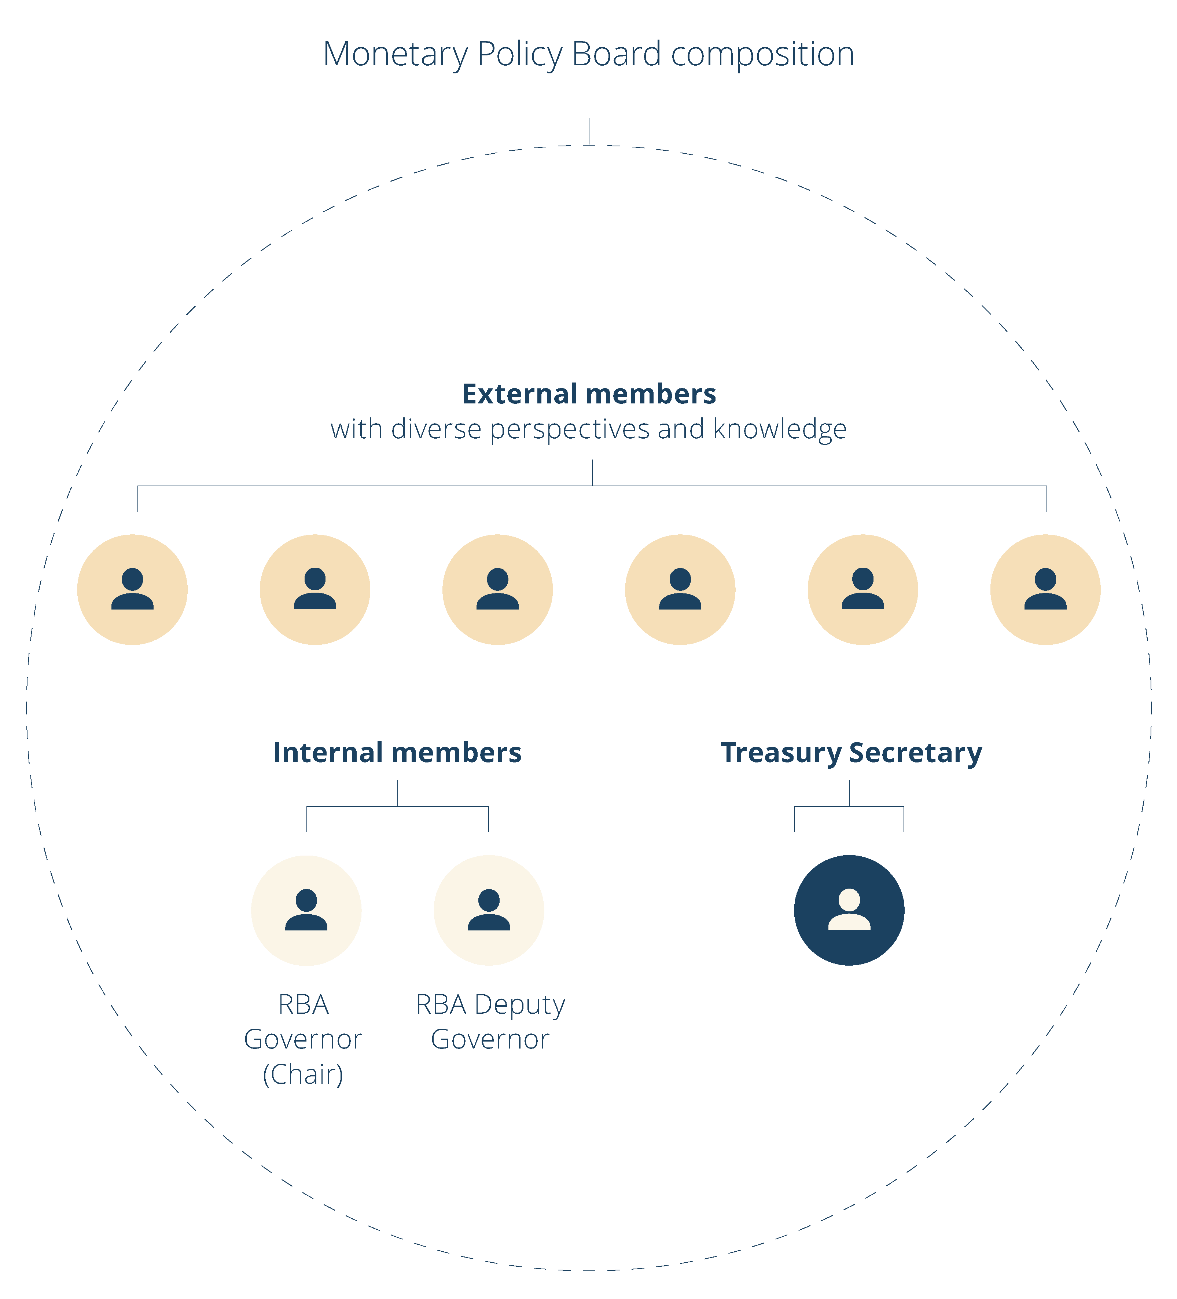 Monetary Policy Board composition
External members
with diverse perspectives and knowledge
Internal members
Treasury Secretary
RBA
Governor
(Chair)
RBA Deputy
Governor